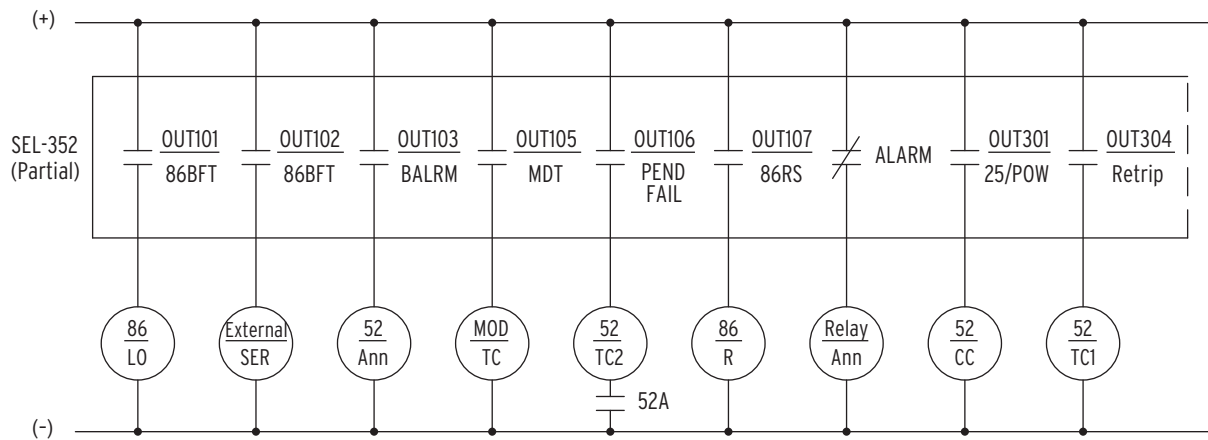 (+)
SEL-352
(Partial)
OUT101
86BFT
OUT102
86BFT
OUT103
BALRM
OUT105
MDT
OUT106
PEND
FAIL
OUT107
86RS
ALARM
OUT301
25/POW
OUT304
Retrip
86
LO
External
SER
52
Ann
MOD
TC
52
TC2
86
R
Relay
Ann
52
CC
52
TC1
52A
(–)